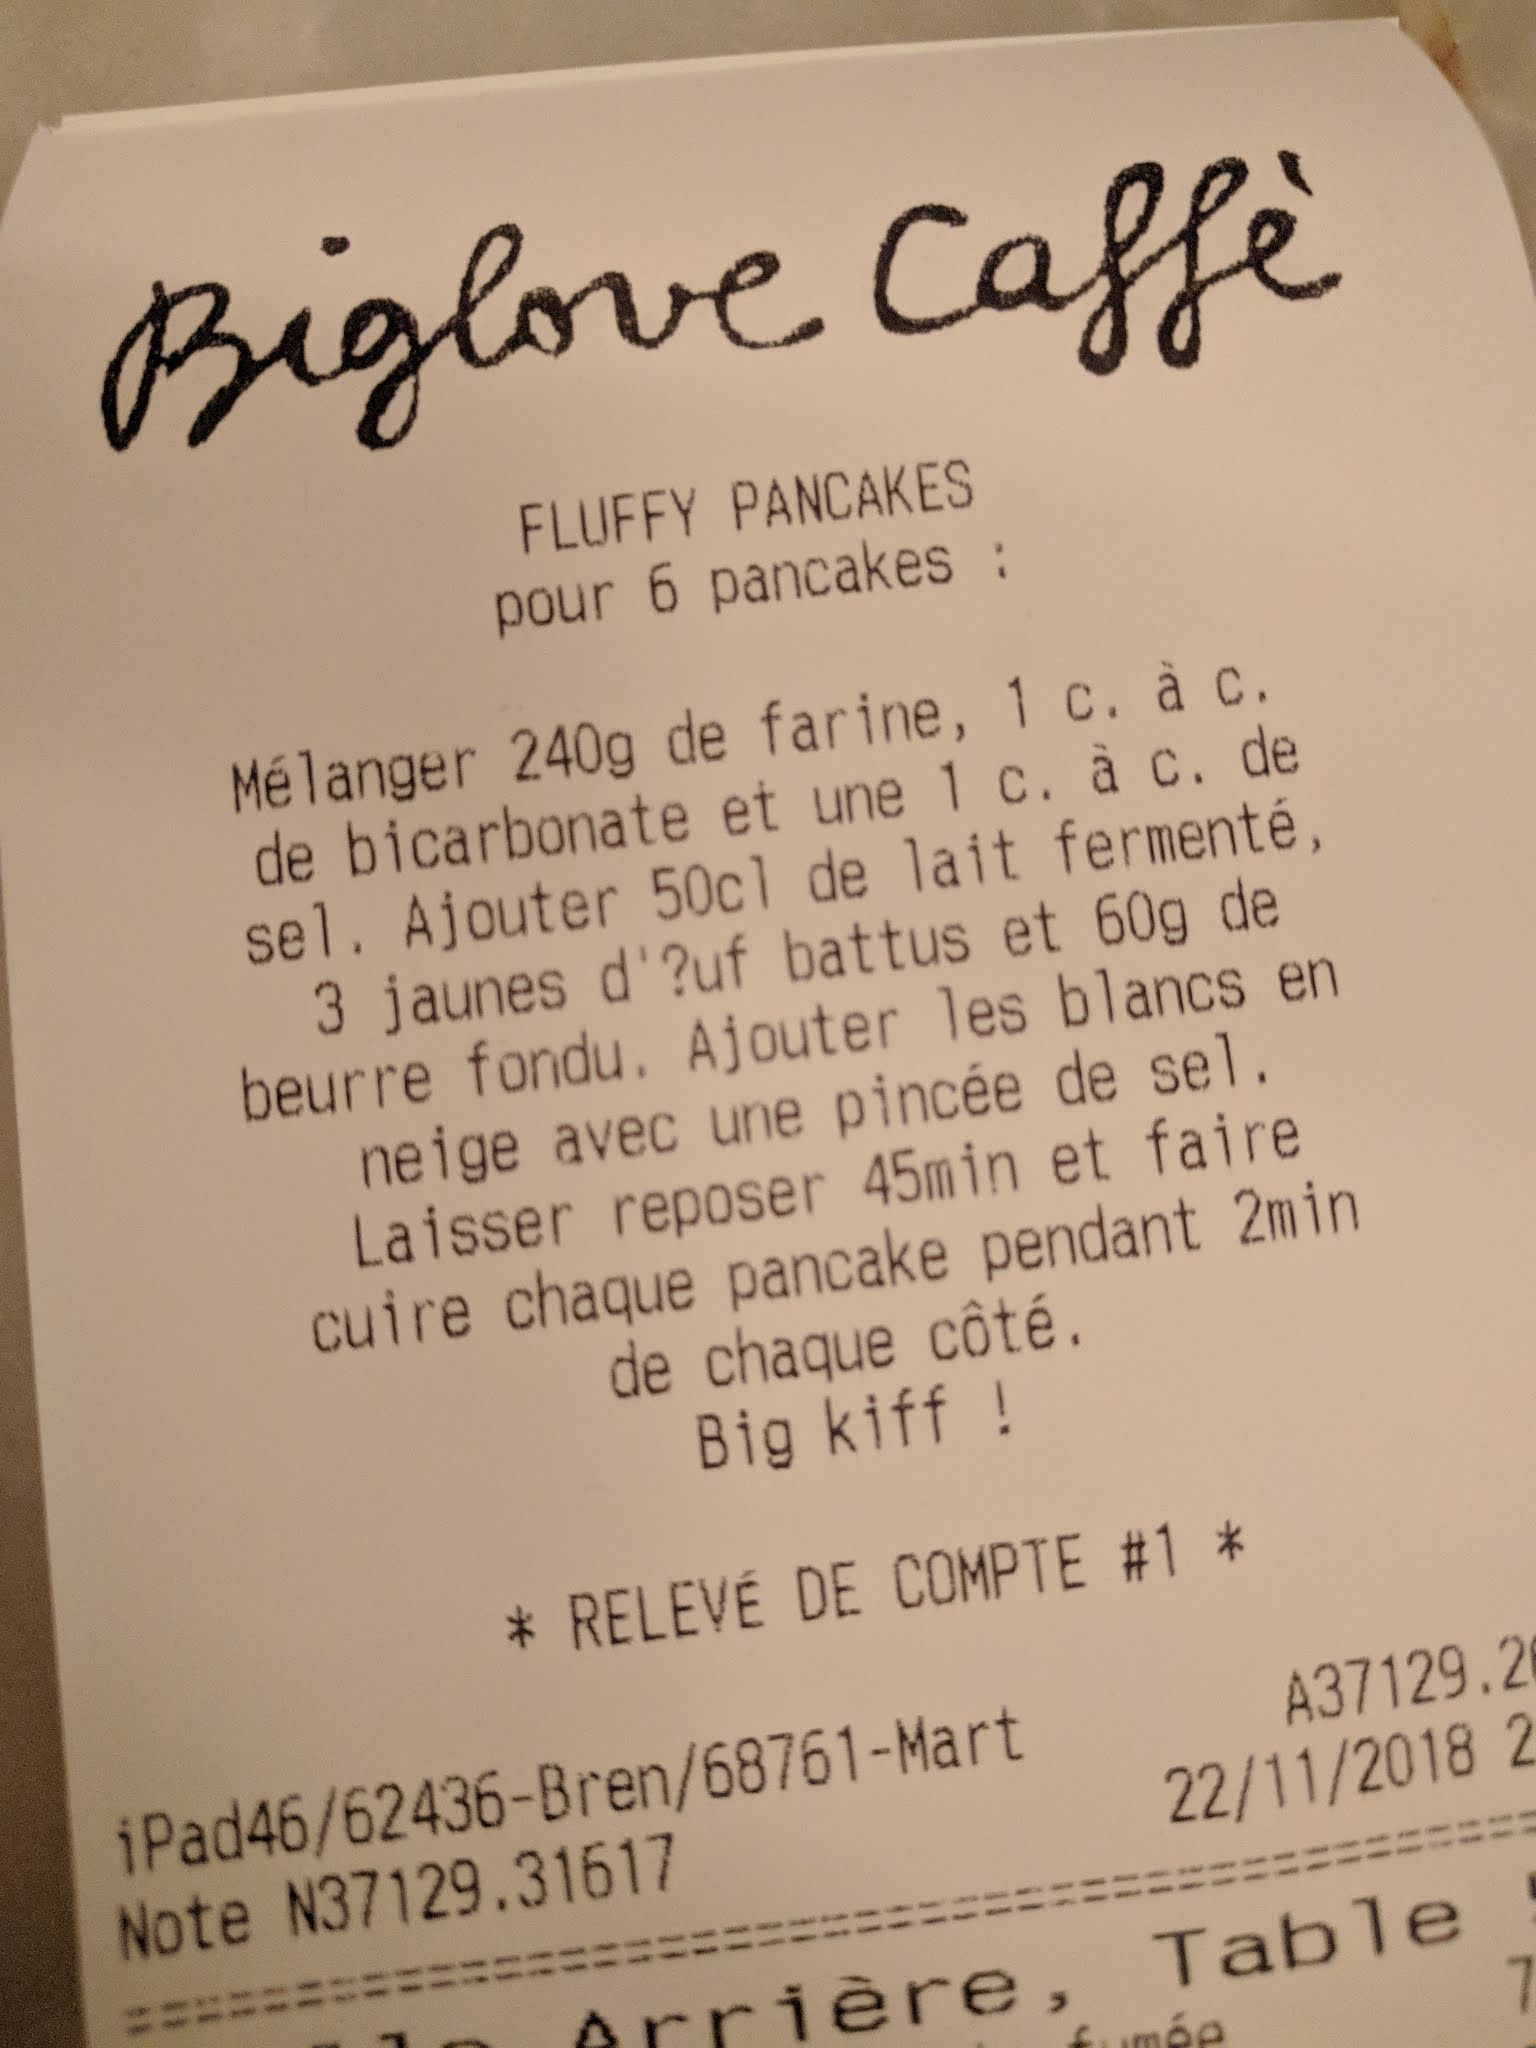 Biglove Caffè
FLUFFY PANCAKES
pour 6 pancakes :
Mélanger 240g de farine, 1 c. à c.
de bicarbonate et une 1 c. à c. de
sel. Ajouter 50cl de lait fermenté,
3 jaunes d'?uf battus et 60g de
beurre fondu. Ajouter les blancs en
neige avec une pincée de sel.
Laisser reposer 45min et faire
cuire chaque pancake pendant 2min
de chaque côté.
Big kiff !
* RELEVÉ DE COMPTE #1 *
A37129.2
iPad46/62436-Bren/68761-Mart
22/11/2018 2
Note N37129.31617
================================
Arrière, Table
fumée 7